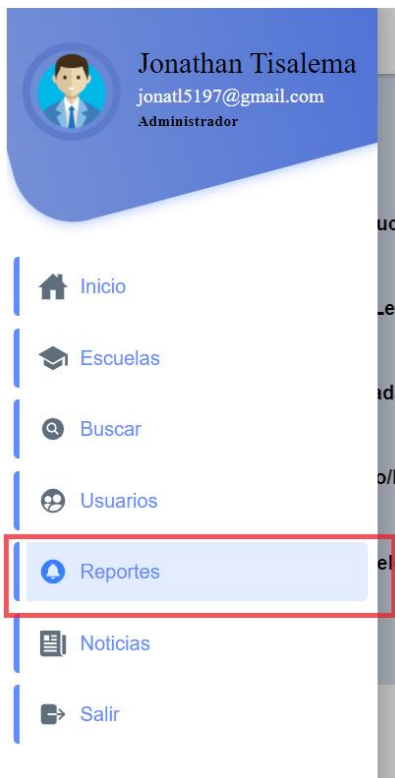 Jonathan Tisalema
jonatl5197@gmail.com
Administrador
Inicio
Escuelas
Buscar
Usuarios
Reportes
Noticias
Salir